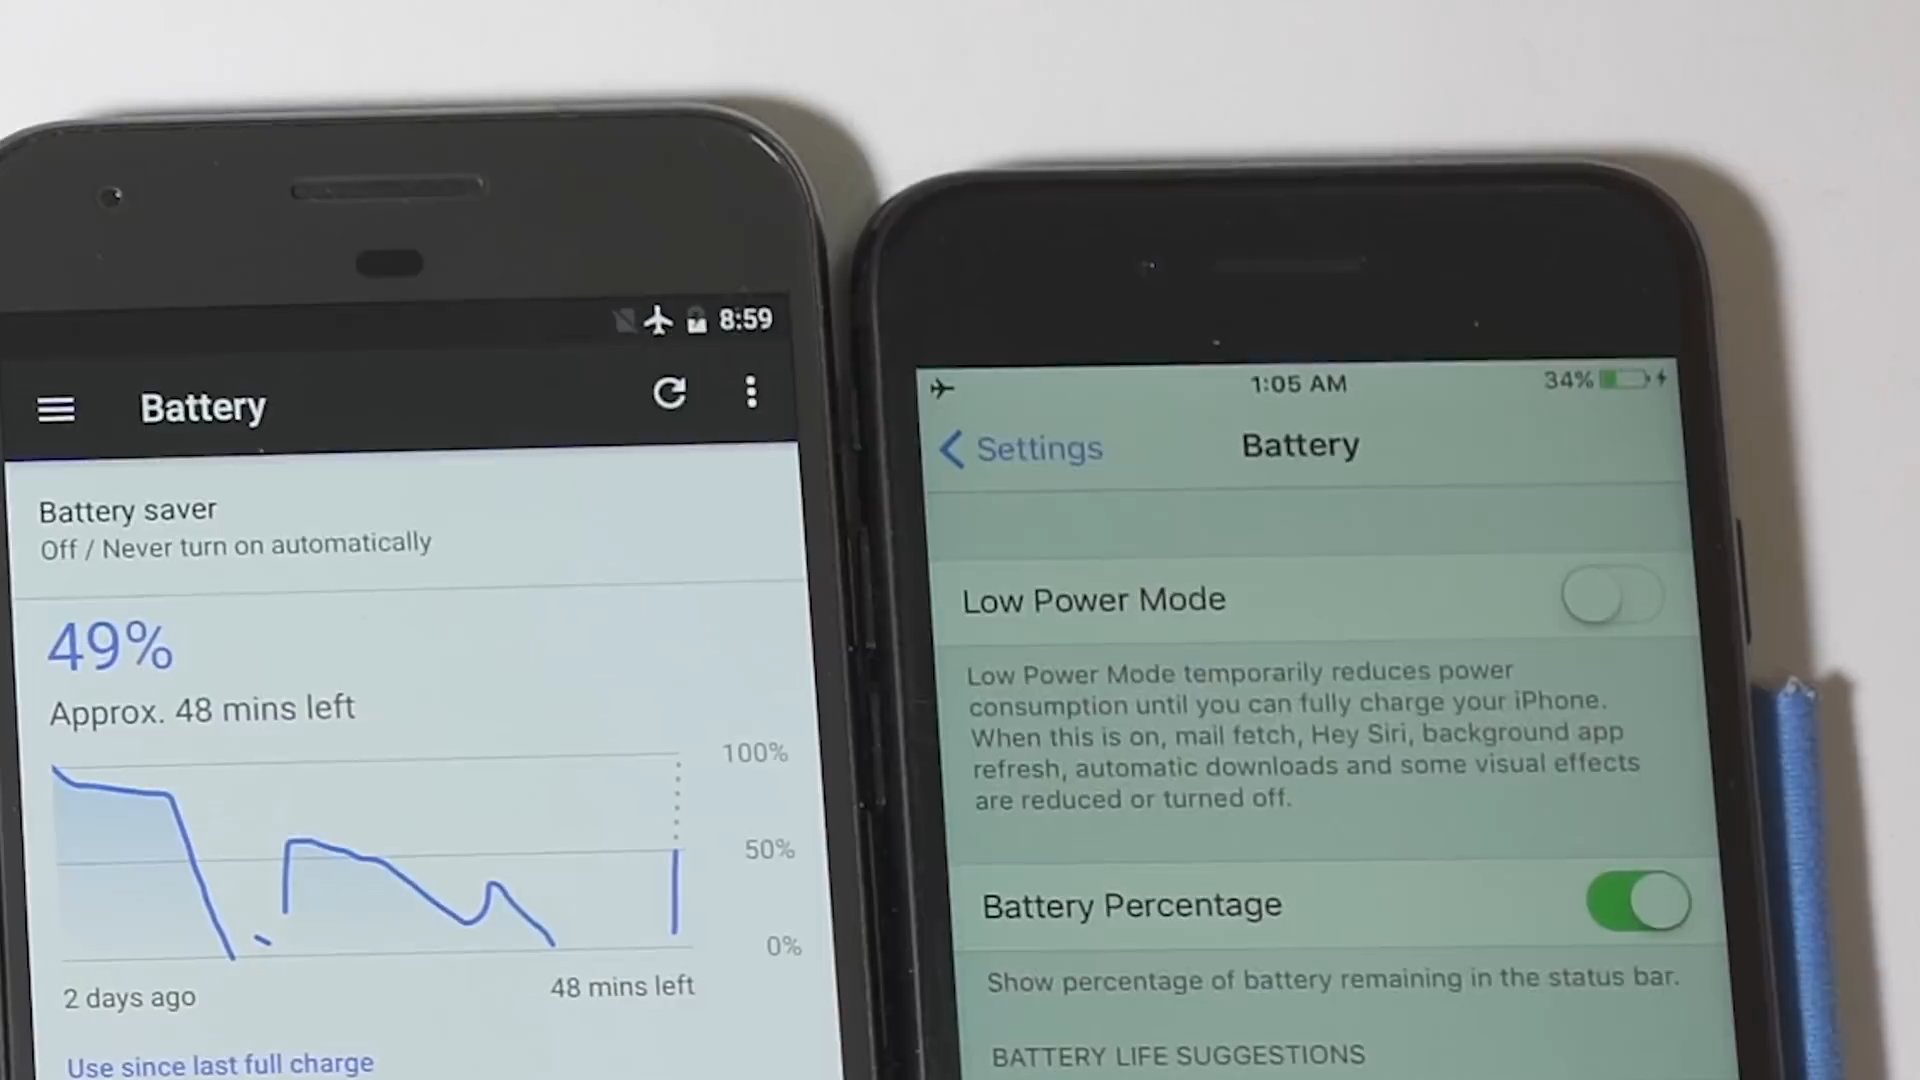 8:59
Battery
Battery saver
Off / Never turn on automatically
49%
Approx. 48 mins left
100%
50%
0%
2 days ago
48 mins left
Use since last full charge
1:05 AM
34%
Settings
Battery
Low Power Mode
Low Power Mode temporarily reduces power
consumption until you can fully charge your iPhone.
When this is on, mail fetch, Hey Siri, background app
refresh, automatic downloads and some visual effects
are reduced or turned off.
Battery Percentage
Show percentage of battery remaining in the status bar.
BATTERY LIFE SUGGESTIONS